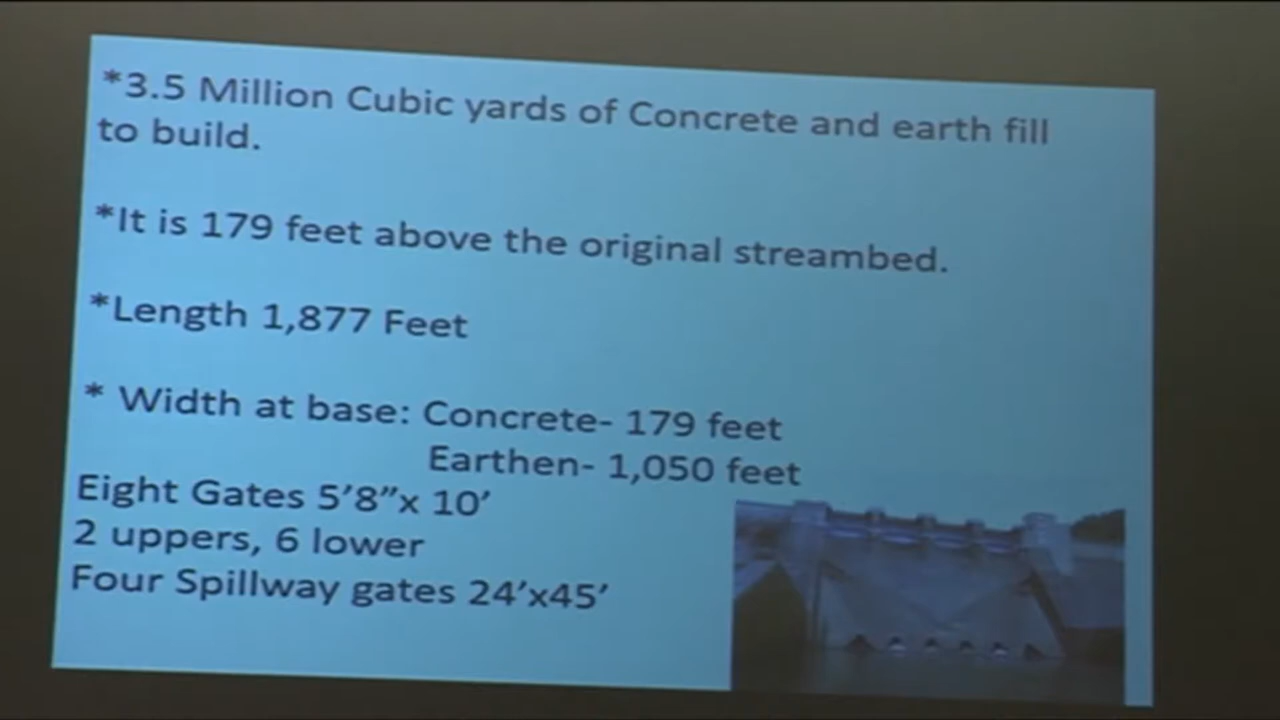 *3.5 Million Cubic yards of Concrete and earth fill
to build.
*It is 179 feet above the original streambed.
*Length 1,877 Feet
* Width at base: Concrete- 179 feet
Earthen- 1,050 feet
Eight Gates 5’8”x 10’
2 uppers, 6 lower
Four Spillway gates 24’x45’